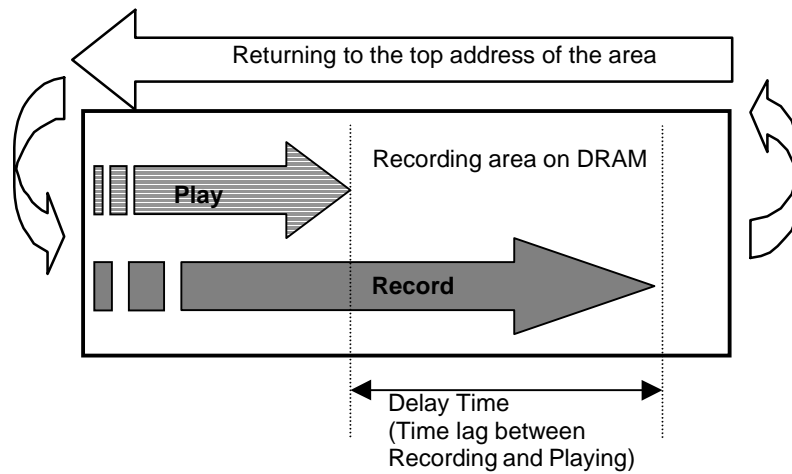 Returning to the top address of the area
Recording area on DRAM
Play
Record
Delay Time
(Time lag between
Recording and Playing)